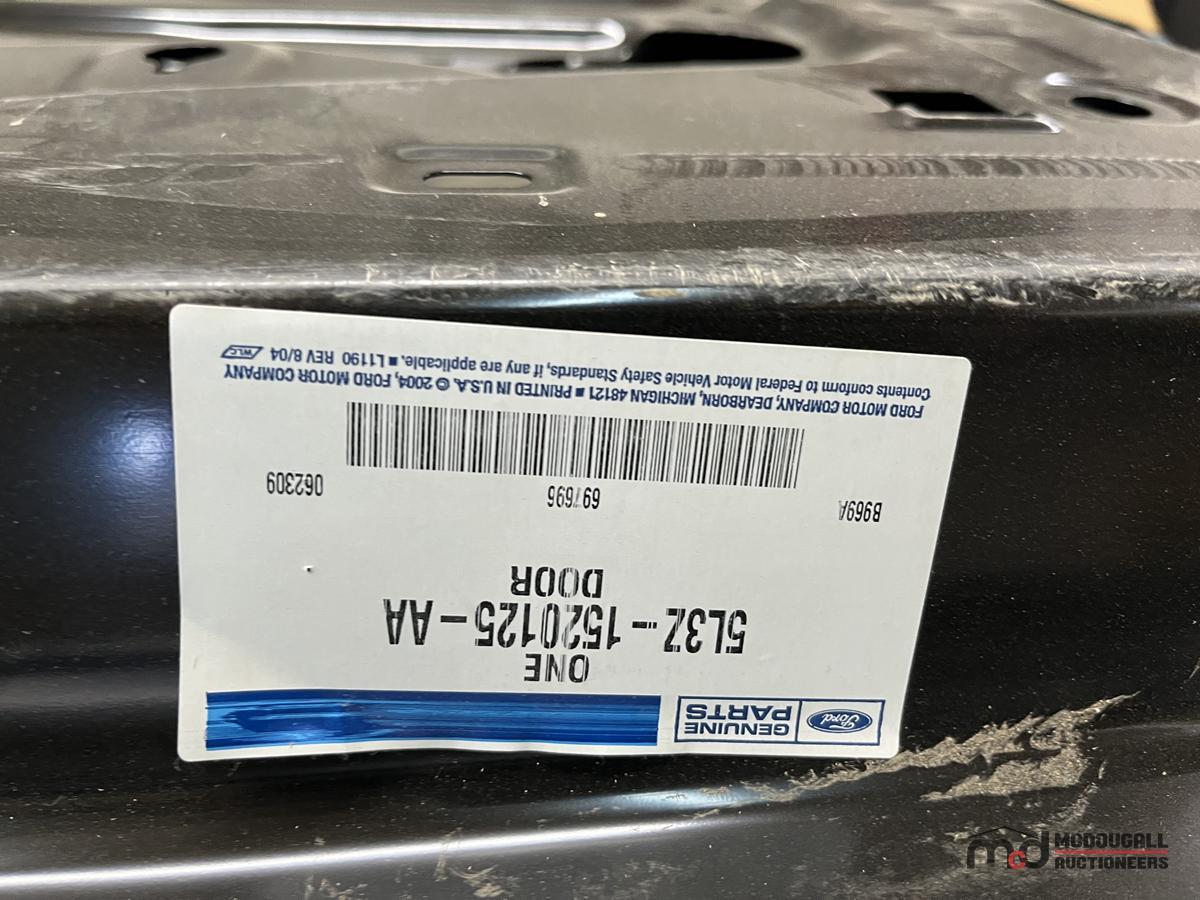 Ford
GENUINE
PARTS
ONE
5L3Z-1520125-AA
DOOR
B969A 697696 062309
FORD MOTOR COMPANY, DEARBORN, MICHIGAN 48121 ■ PRINTED IN U.S.A. © 2004, FORD MOTOR COMPANY
Contents conform to Federal Motor Vehicle Safety Standards, if any are applicable. ■ L1190 REV 8/04 WLC
mcd MCDOUGALL
AUCTIONEERS